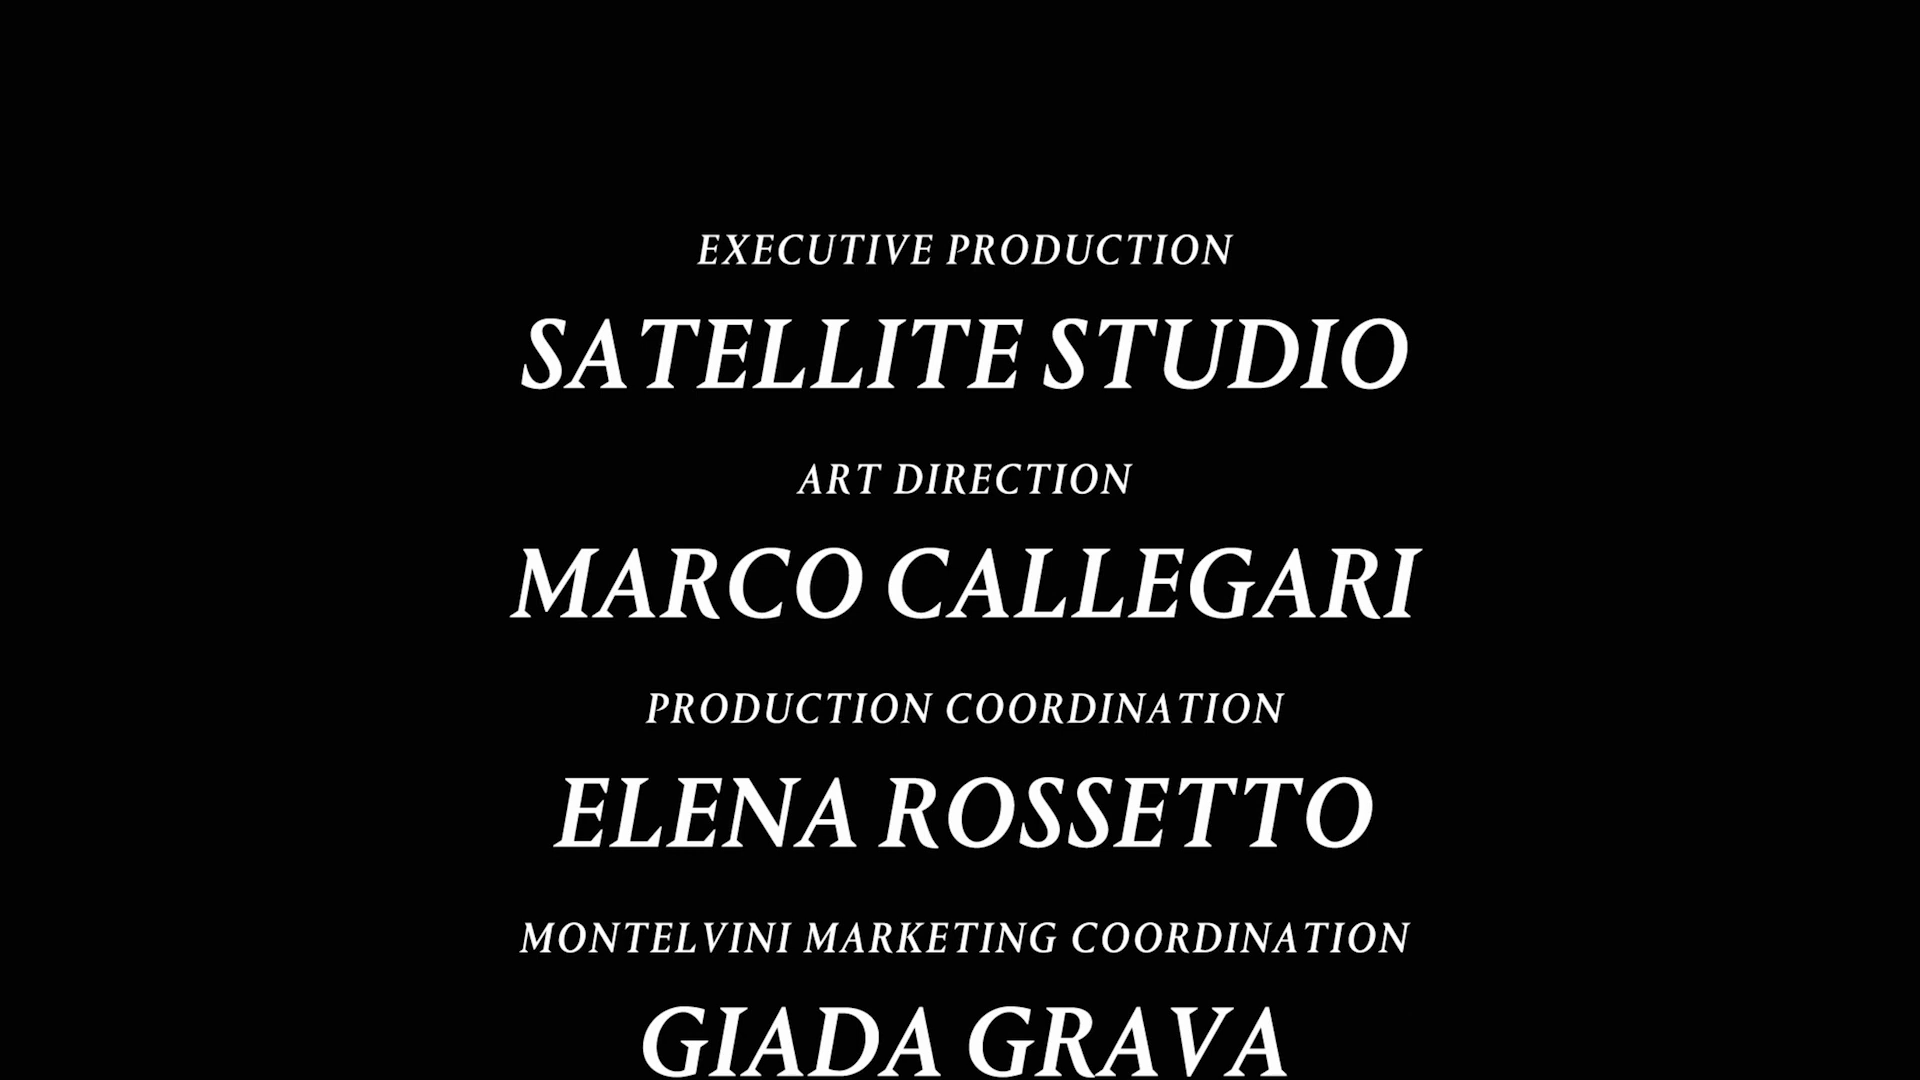 EXECUTIVE PRODUCTION
SATELLITE STUDIO
ART DIRECTION
MARCO CALLEGARI
PRODUCTION COORDINATION
ELENA ROSSETTO
MONTELVINI MARKETING COORDINATION
GIADA GRAVA